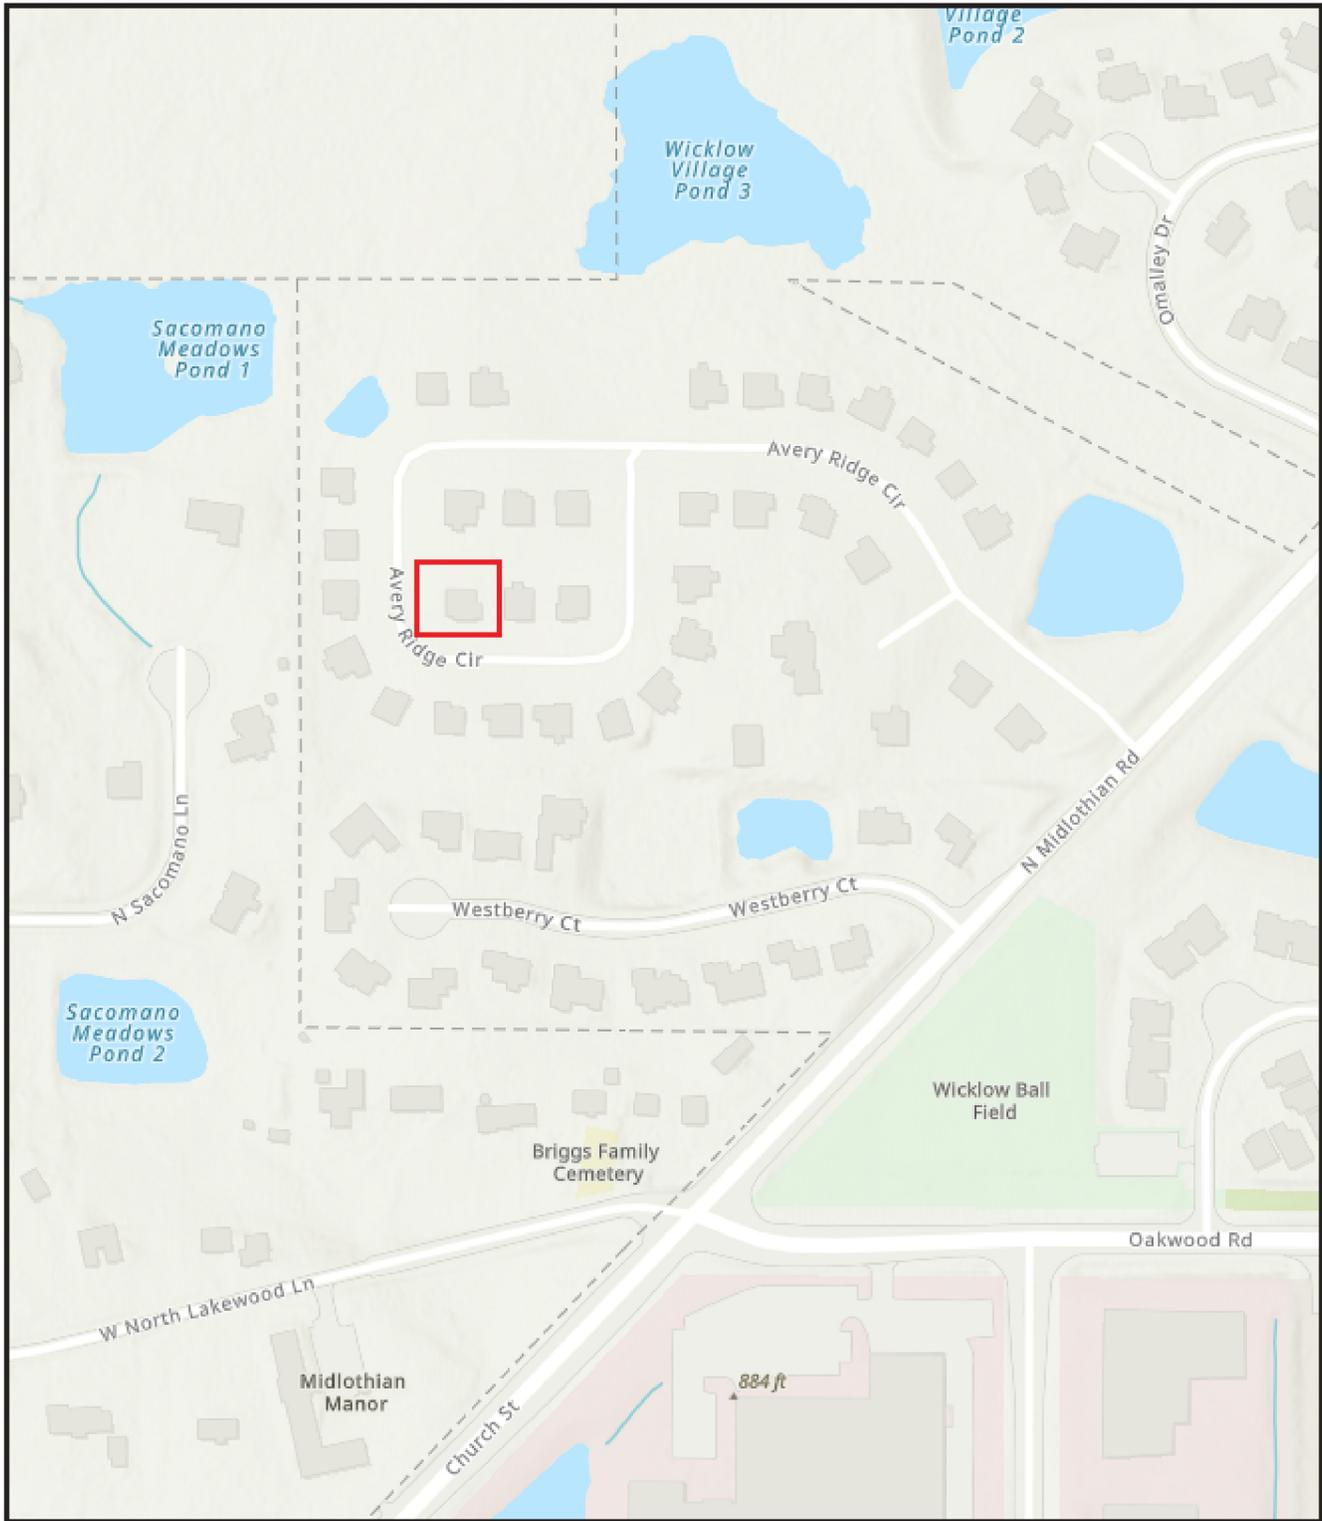 Village
Pond 2
Wicklow
Village
Pond 3
Omalley Dr
Sacomano
Meadows
Pond 1
Avery Ridge Cir
Avery Ridge Cir
N Midlothian Rd
N Sacomano Ln
Westberry Ct
Westberry Ct
Sacomano
Meadows
Pond 2
Wicklow Ball
Field
Briggs Family
Cemetery
Oakwood Rd
W North Lakewood Ln
Midlothian
Manor
884 ft
Church St